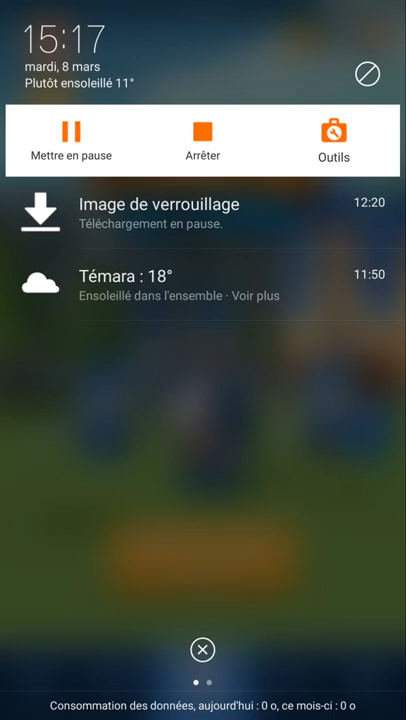 15:17
mardi, 8 mars
Plutôt ensoleillé 11°
Mettre en pause
Arrêter
Outils
Image de verrouillage 12:20
Téléchargement en pause.
Témara : 18° 11:50
Ensoleillé dans l'ensemble · Voir plus
Consommation des données, aujourd'hui : 0 o, ce mois-ci : 0 o